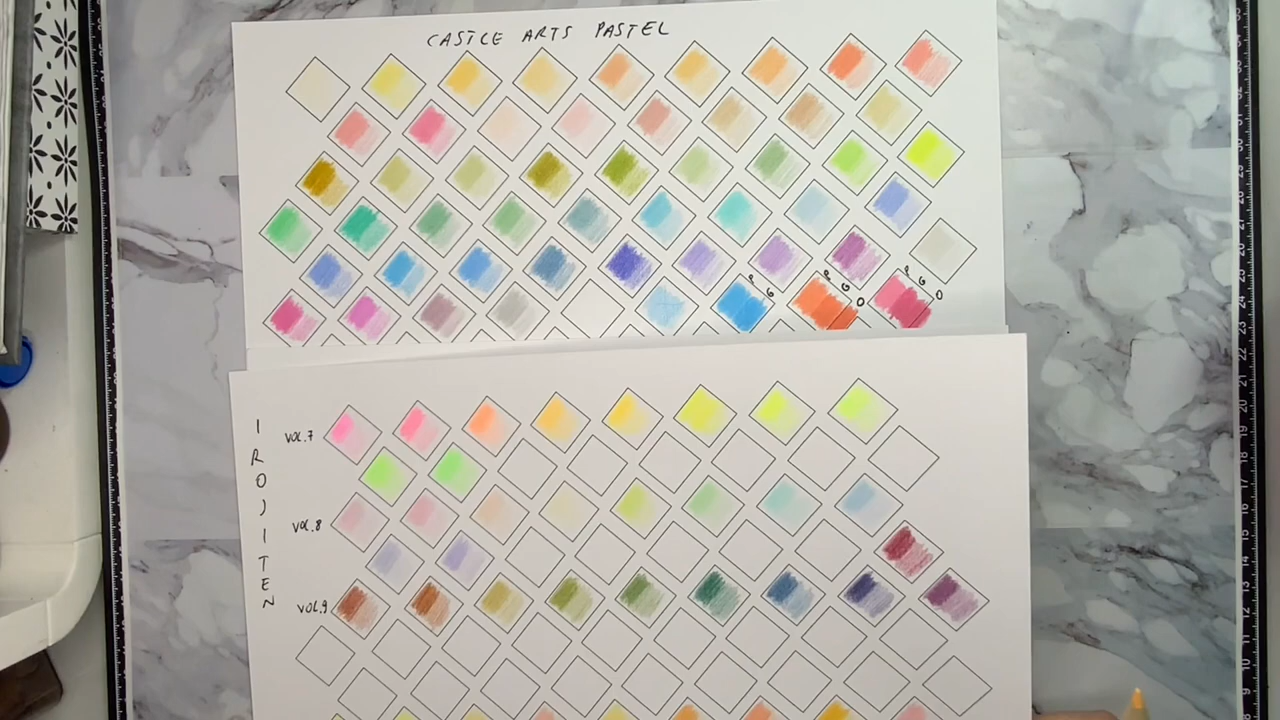 CASTLE ARTS PASTEL
P
G
P
G
O
P
G
O
IROJITEN
VOL.7
VOL.8
VOL.9